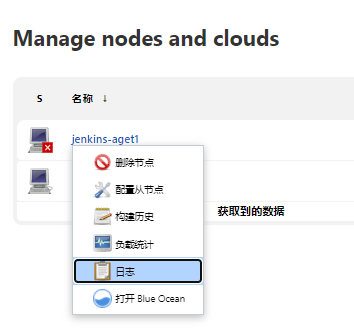 Manage nodes and clouds
S 名称 ↓
jenkins-aget1
删除节点
配置从节点
构建历史
获取到的数据
负载统计
日志
打开 Blue Ocean